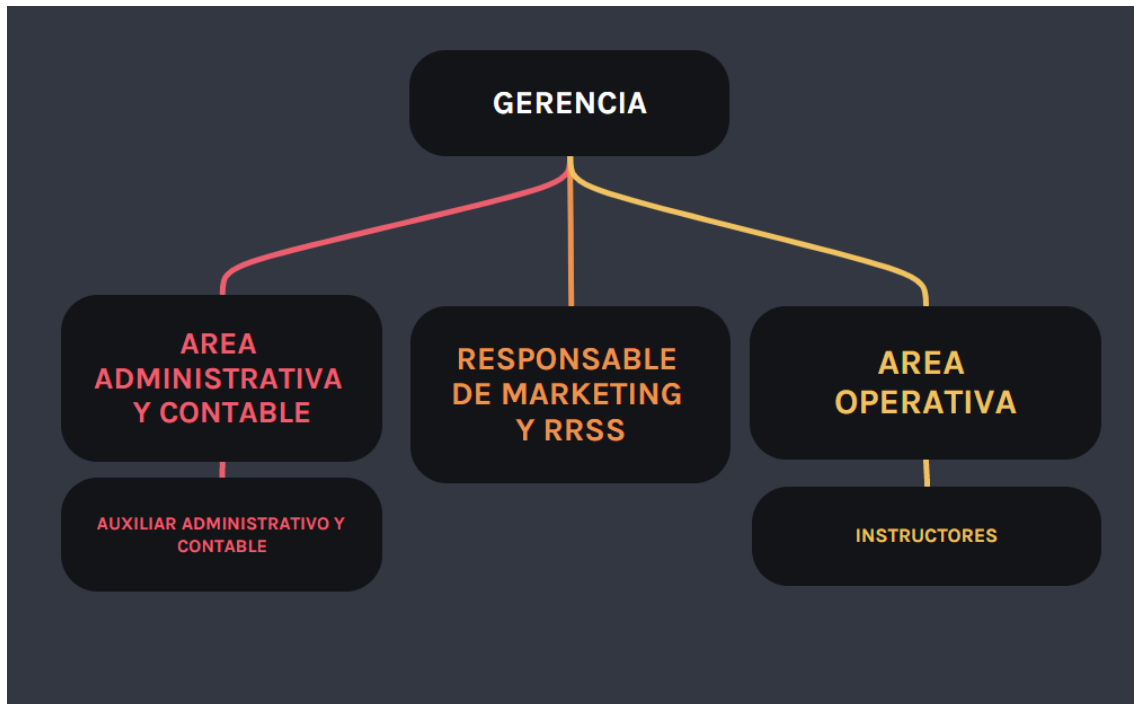 GERENCIA
AREA
ADMINISTRATIVA
Y CONTABLE
RESPONSABLE
DE MARKETING
Y RRSS
AREA
OPERATIVA
AUXILIAR ADMINISTRATIVO Y
CONTABLE
INSTRUCTORES